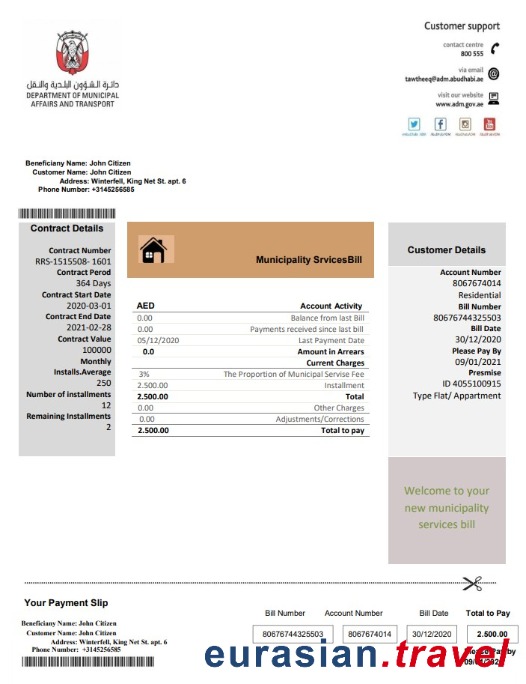 Customer support
contact centre
800 555
via email
tawtheeq@adm.abudhabi.ae
visit our website
www.adm.gov.ae
دائرة الشؤون البلدية والنقل
DEPARTMENT OF MUNICIPAL
AFFAIRS AND TRANSPORT
Beneficiany Name: John Citizen
Customer Name: John Citizen
Address: Winterfell, King Net St. apt. 6
Phone Number: +3145256585
Contract Details
Contract Number
RRS-1515508- 1601
Contract Perod
364 Days
Contract Start Date
2020-03-01
Contract End Date
2021-02-28
Contract Value
100000
Monthly
Installs.Average
250
Number of installments
12
Remaining Installments
2
Municipality SrvicesBill
AED Account Activity
0.00 Balance from last Bill
0.00 Payments received since last bill
05/12/2020 Last Payment Date
0.0 Amount in Arrears
Current Charges
3% The Proportion of Municipal Servise Fee
2.500.00 Installment
2.500.00 Total
0.00 Other Charges
0.00 Adjustments/Corrections
2.500.00 Total to pay
Customer Details
Account Number
8067674014
Residential
Bill Number
80676744325503
Bill Date
30/12/2020
Please Pay By
09/01/2021
Presmise
ID 4055100915
Type Flat/ Appartment
Welcome to your
new municipality
services bill
Your Payment Slip
Beneficiany Name: John Citizen
Customer Name: John Citizen
Address: Winterfell, King Net St. apt. 6
Phone Number: +3145256585
Bill Number Account Number Bill Date Total to Pay
80676744325503 8067674014 30/12/2020 2.500.00
eurasian.travel